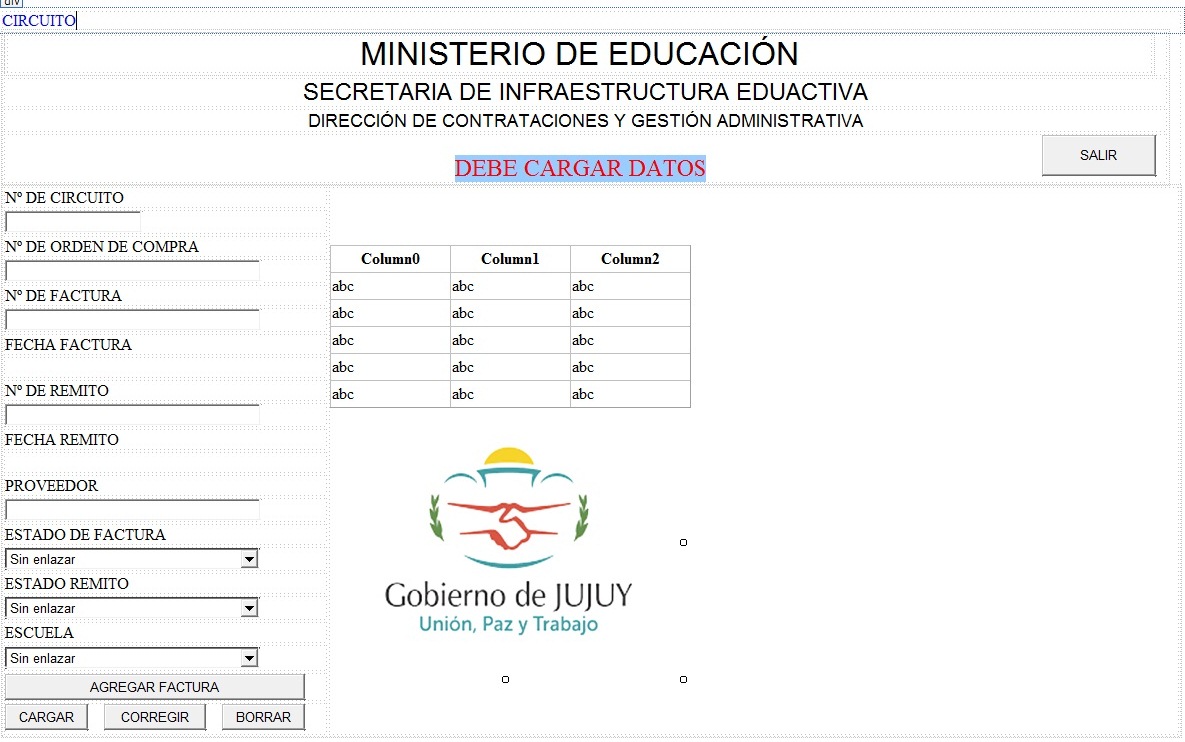 div
CIRCUITO
MINISTERIO DE EDUCACIÓN
SECRETARIA DE INFRAESTRUCTURA EDUACTIVA
DIRECCIÓN DE CONTRATACIONES Y GESTIÓN ADMINISTRATIVA
DEBE CARGAR DATOS
SALIR
Nº DE CIRCUITO
Nº DE ORDEN DE COMPRA
Nº DE FACTURA
FECHA FACTURA
Nº DE REMITO
FECHA REMITO
PROVEEDOR
ESTADO DE FACTURA
Sin enlazar
ESTADO REMITO
Sin enlazar
ESCUELA
Sin enlazar
AGREGAR FACTURA
CARGAR CORREGIR BORRAR
Column0 Column1 Column2
abc abc abc
abc abc abc
abc abc abc
abc abc abc
abc abc abc
Gobierno de JUJUY
Unión, Paz y Trabajo